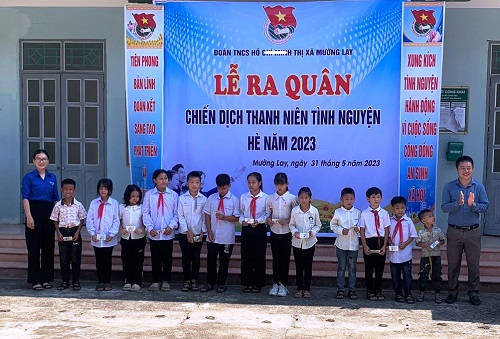 ĐOÀN TNCS HỒ CHÍ MINH THỊ XÃ MƯỜNG LAY
LỄ RA QUÂN
CHIẾN DỊCH THANH NIÊN TÌNH NGUYỆN
HÈ NĂM 2023
Mường Lay, ngày 31 tháng 5 năm 2023
TIÊN PHONG
BẢN LĨNH
ĐOÀN KẾT
SÁNG TẠO
PHÁT TRIỂN
XUNG KÍCH
TÌNH NGUYỆN
HÀNH ĐỘNG
VÌ CUỘC SỐNG
CỘNG ĐỒNG
AN SINH
XÃ HỘI